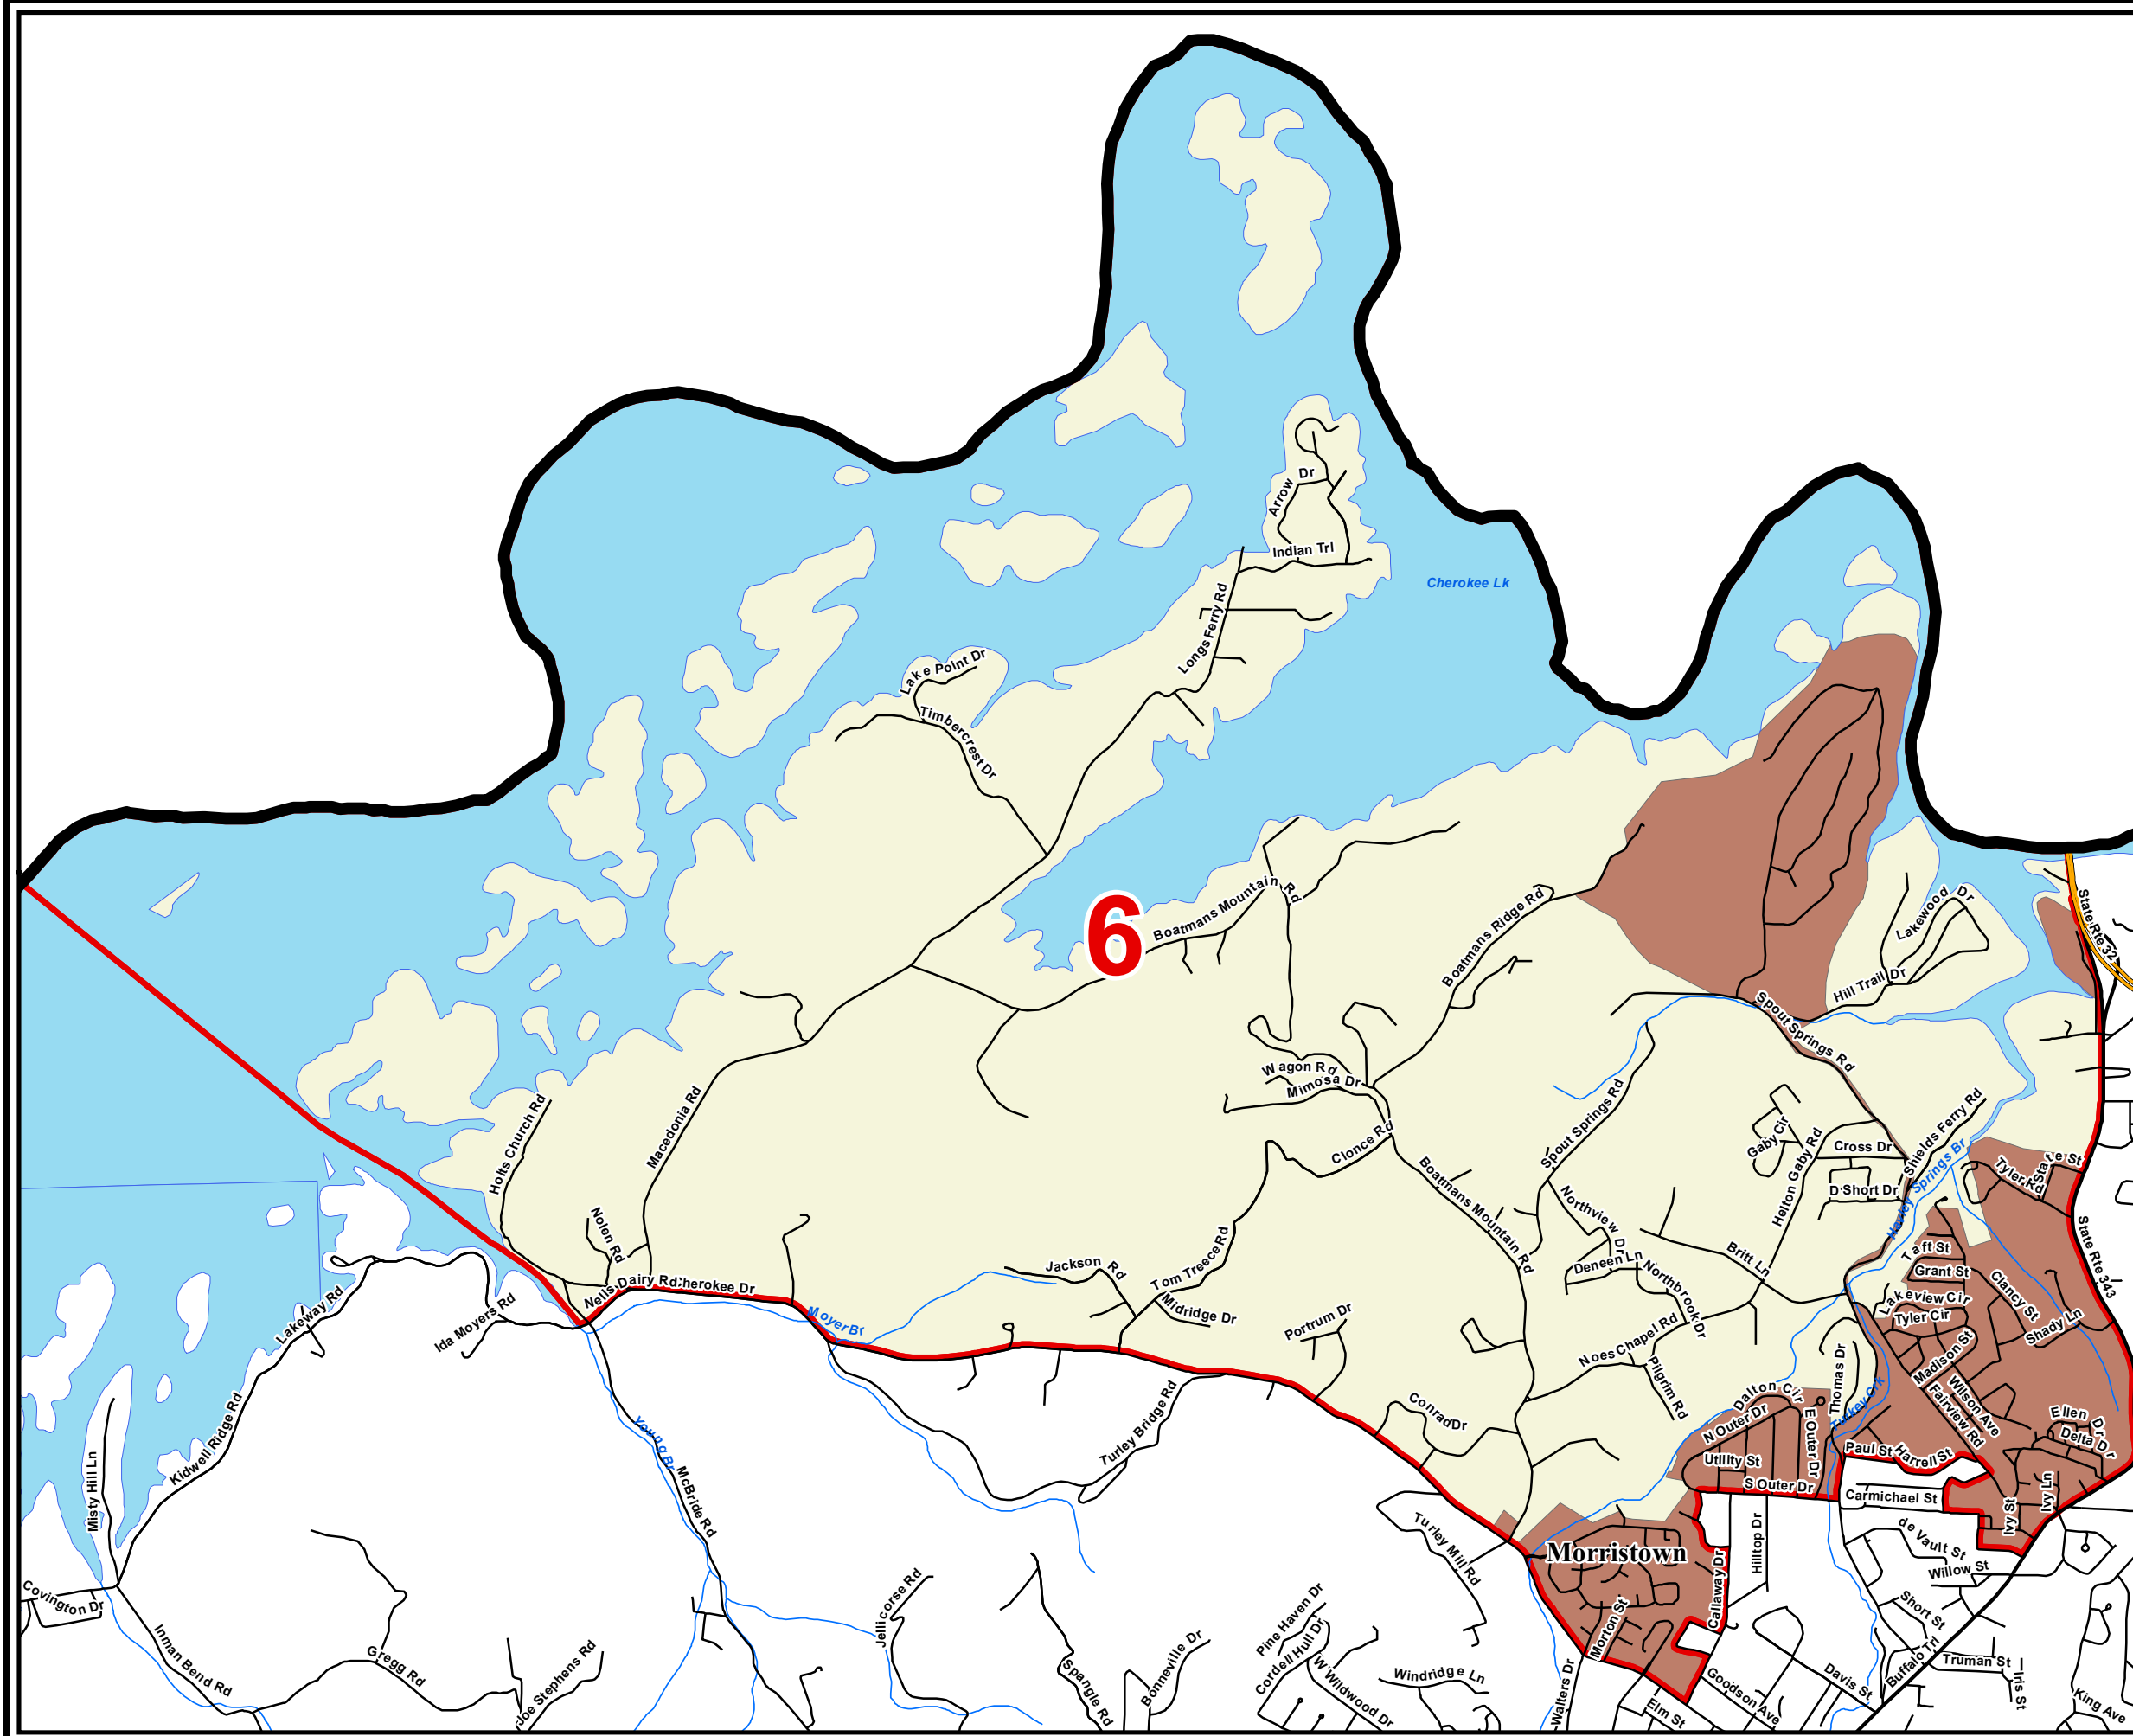 Arrow Dr
Indian Trl
Cherokee Lk
Longs Ferry Rd
Lake Point Dr
Timbercrest Dr
6
Boatmans Mountain Rd
Boatmans Ridge Rd
Lakewood Dr
State Rte 32
Hill Trail Dr
Spout Springs Rd
Wagon Rd
Mimosa Dr
Holts Church Rd
Macedonia Rd
Clonce Rd
Spout Springs Rd
Gaby Cir
Helton Gaby Rd
Cross Dr
Shields Ferry Rd
D Short Dr
Haley Springs Br
Tyler Rd
State St
State Rte 343
Nolen Rd
Boatmans Mountain Rd
Northview Dr
Deneen Ln
Britt Ln
Northbrook Dr
Taft St
Grant St
Clancy St
Lakeview Cir
Tyler Cir
Shady Ln
Jackson Rd
Tom Treece Rd
Midridge Dr
Nells Dairy Rd
Cherokee Dr
Moyer Br
Lakeway Rd
Ida Moyers Rd
Portrum Dr
Noes Chapel Rd
Pilgrim Rd
Thomas Dr
Madison St
Wilson Ave
Fairview Rd
Turkey Crk
Dalton Cir
N Outer Dr
E Outer Dr
Ellen Dr
Delta Dr
Conrad Dr
Utility St
S Outer Dr
Paul St
Harrell St
Kidwell Ridge Rd
Misty Hill Ln
Young Br
McBride Rd
Turley Bridge Rd
Carmichael St
Ivy St
Ivy Ln
Turley Mill Rd
Morristown
Hilltop Dr
de Vault St
Willow St
Callaway Dr
Short St
Covington Dr
Inman Bend Rd
Gregg Rd
Joe Stephens Rd
Jellicorse Rd
Spangle Rd
Bonneville Dr
Pine Haven Dr
Cordell Hull Dr
W Wildwood Dr
Windridge Ln
Walters Dr
Morton St
Elm St
Goodson Ave
Davis St
Buffalo Trl
Truman St
Iris St
King Ave